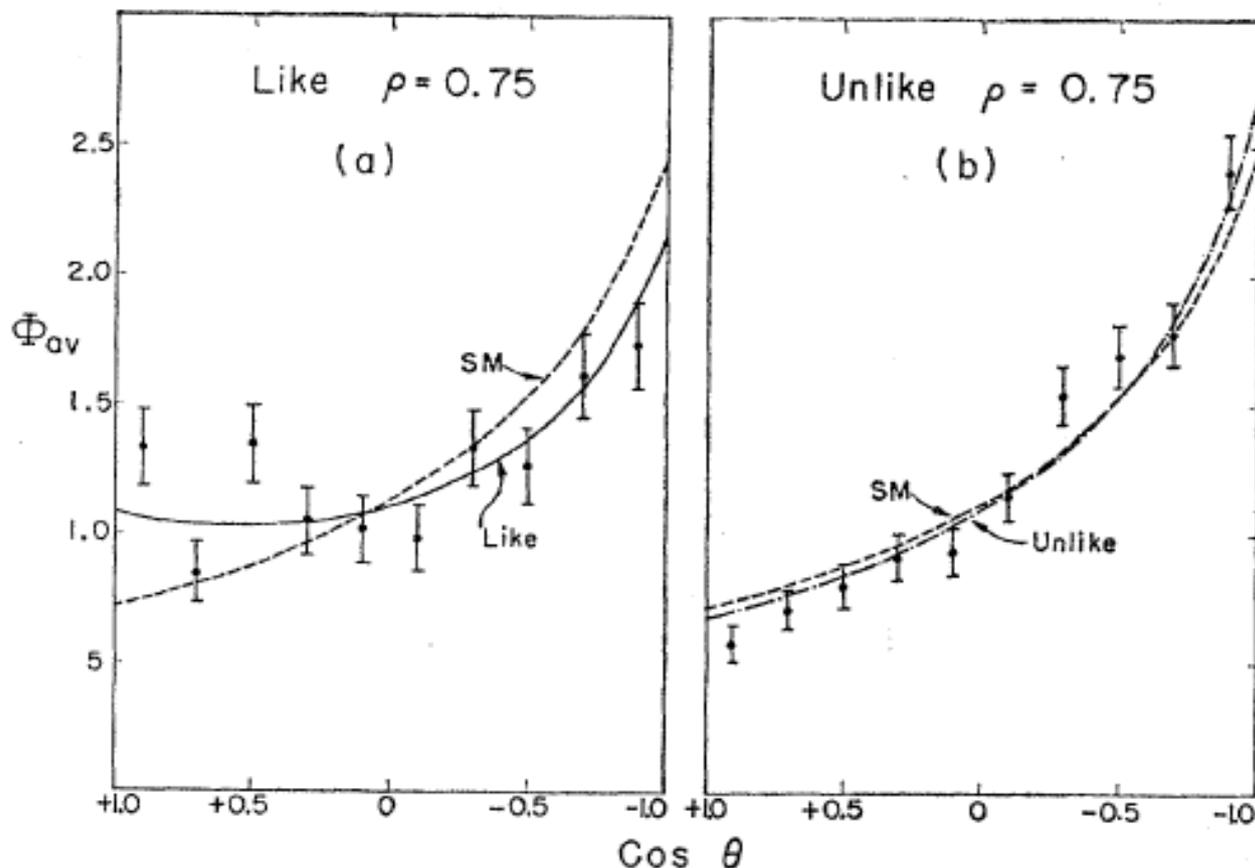 Like ρ = 0.75
(a)
2.5
2.0
Φav
1.5
1.0
5
SM
Like
+1.0 +0.5 0 -0.5 -1.0
Unlike ρ = 0.75
(b)
SM
Unlike
+1.0 +0.5 0 -0.5 -1.0
Cos θ